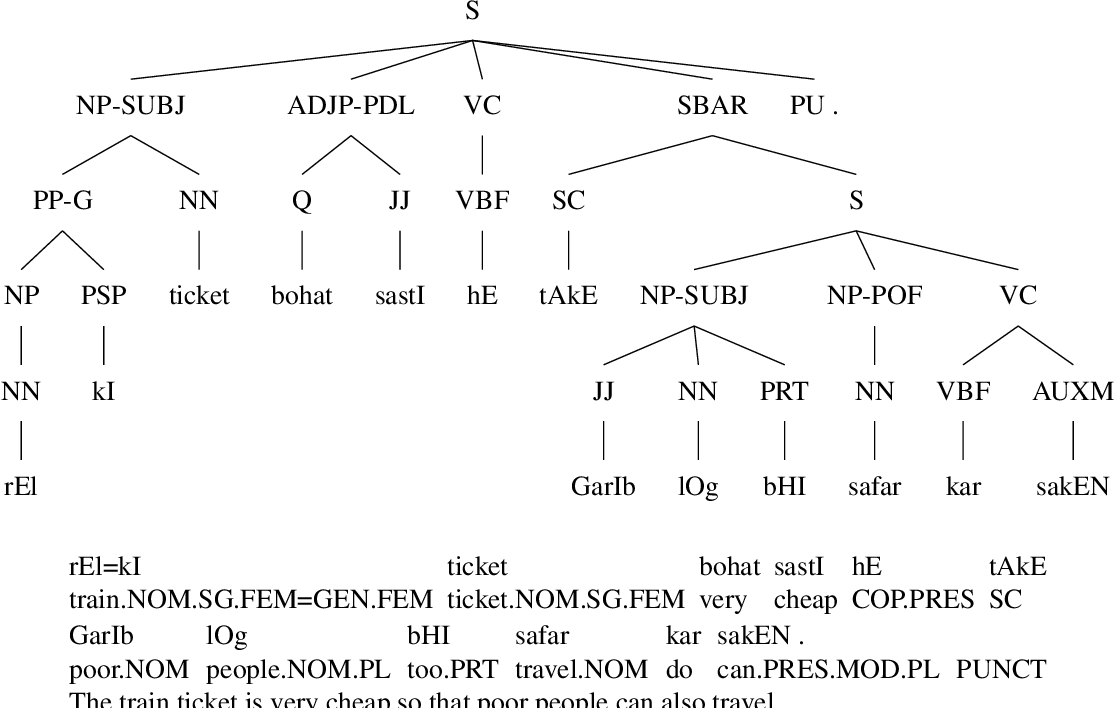 S
NP-SUBJ ADJP-PDL VC SBAR PU .
PP-G NN Q JJ VBF SC S
NP PSP ticket bohat sastI hE tAkE NP-SUBJ NP-POF VC
NN kI JJ NN PRT NN VBF AUXM
rEl GarIb lOg bHI safar kar sakEN
rEl=kI ticket bohat sastI hE tAkE
train.NOM.SG.FEM=GEN.FEM ticket.NOM.SG.FEM very cheap COP.PRES SC
GarIb lOg bHI safar kar sakEN .
poor.NOM people.NOM.PL too.PRT travel.NOM do can.PRES.MOD.PL PUNCT
The train ticket is very cheap so that poor people can also travel